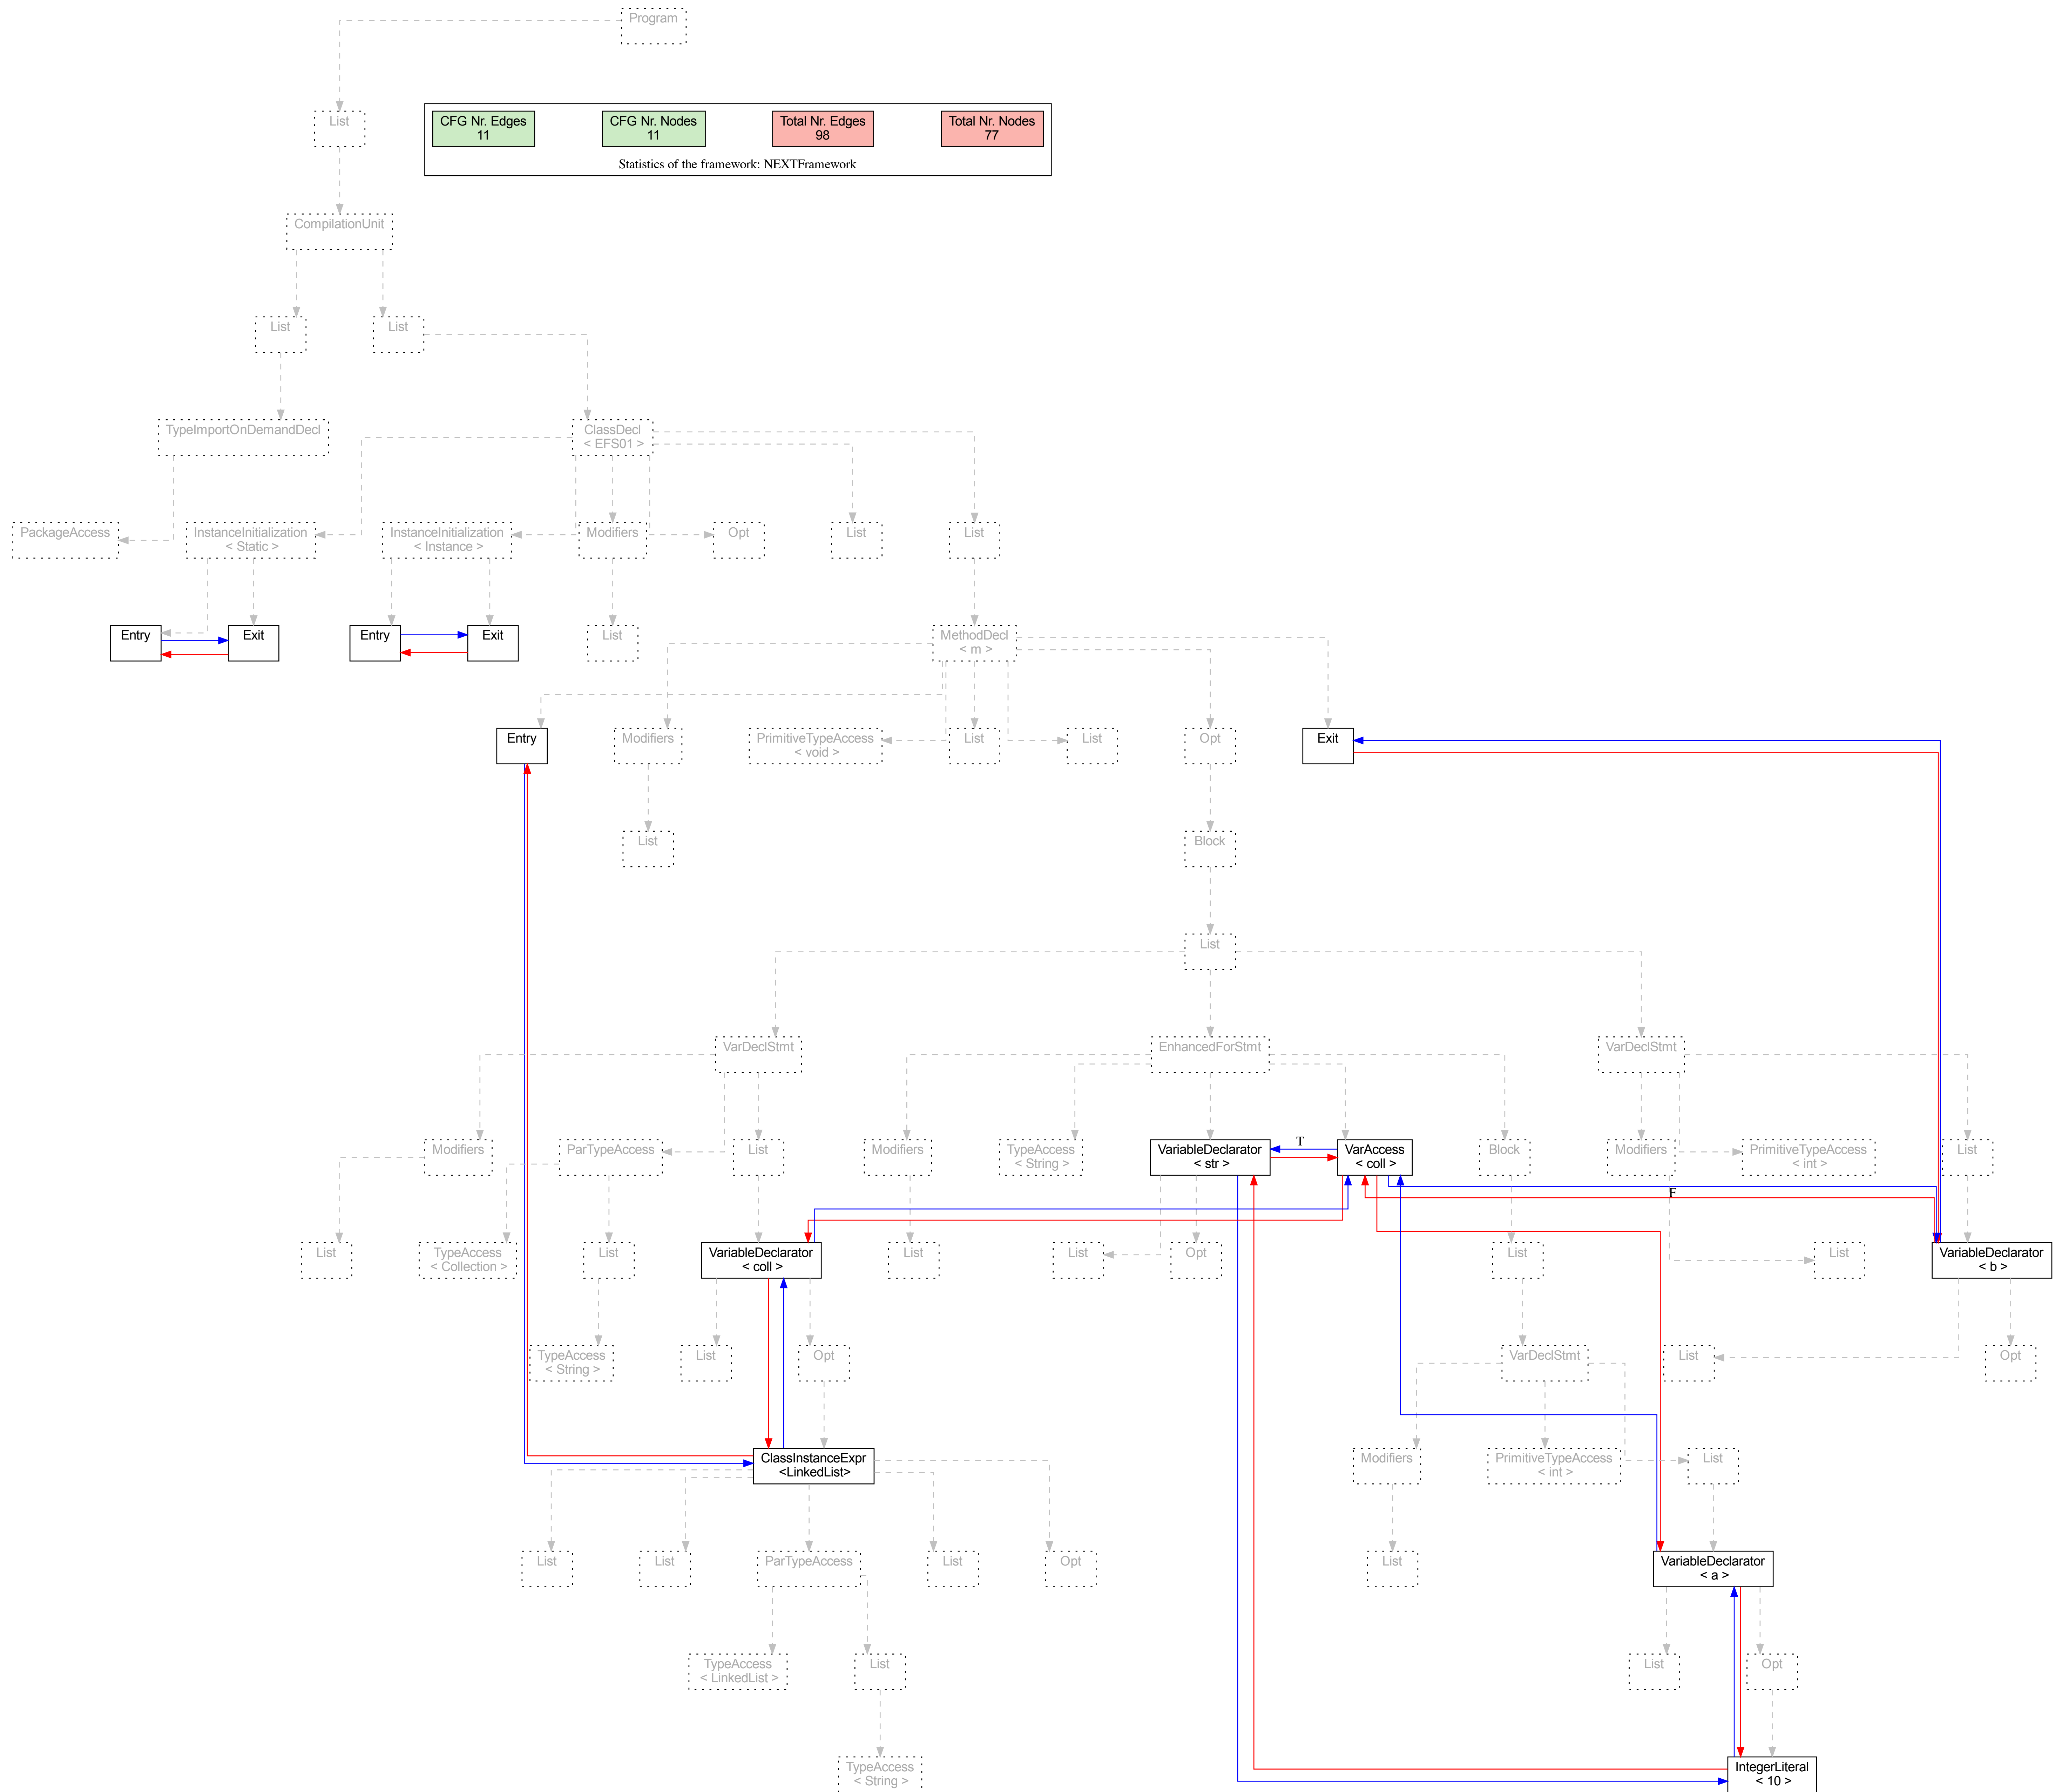 Program
List
CFG Nr. Edges
11
CFG Nr. Nodes
11
Total Nr. Edges
98
Total Nr. Nodes
77
Statistics of the framework: NEXTFramework
CompilationUnit
List
List
TypeImportOnDemandDecl
ClassDecl
< EFS01 >
PackageAccess
InstanceInitialization
< Static >
InstanceInitialization
< Instance >
Modifiers
Opt
List
List
Entry
Exit
Entry
Exit
List
MethodDecl
< m >
Entry
Modifiers
PrimitiveTypeAccess
< void >
List
List
Opt
Exit
List
Block
List
VarDeclStmt
EnhancedForStmt
VarDeclStmt
Modifiers
ParTypeAccess
List
Modifiers
TypeAccess
< String >
VariableDeclarator
< str >
T
VarAccess
< coll >
Block
Modifiers
PrimitiveTypeAccess
< int >
List
F
List
TypeAccess
< Collection >
List
VariableDeclarator
< coll >
List
List
Opt
List
List
VariableDeclarator
< b >
TypeAccess
< String >
List
Opt
VarDeclStmt
List
Opt
ClassInstanceExpr
<LinkedList>
Modifiers
PrimitiveTypeAccess
< int >
List
List
List
ParTypeAccess
List
Opt
List
VariableDeclarator
< a >
TypeAccess
< LinkedList >
List
List
Opt
TypeAccess
< String >
IntegerLiteral
< 10 >